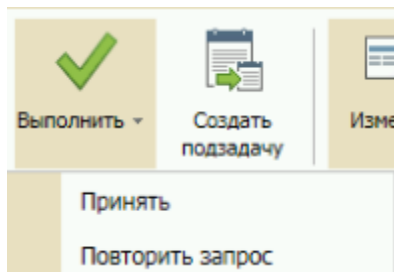 Выполнить
Создать
подзадачу
Изме
Принять
Повторить запрос